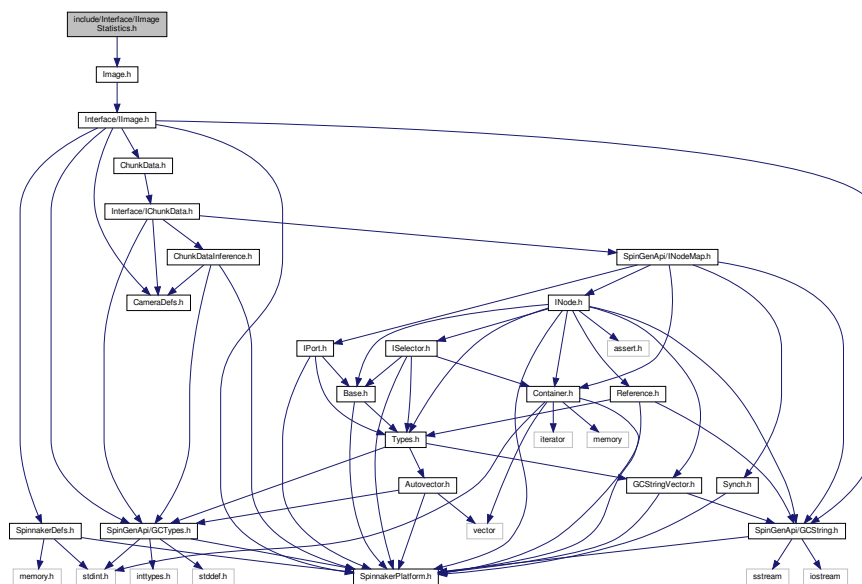 include/Interface/IImage
Statistics.h
Image.h
Interface/IImage.h
ChunkData.h
Interface/IChunkData.h
ChunkDataInference.h
SpinGenApi/INodeMap.h
CameraDefs.h
INode.h
IPort.h
ISelector.h
assert.h
Base.h
Container.h
Reference.h
Types.h
iterator
memory
Autovector.h
GCStringVector.h
Synch.h
SpinnakerDefs.h
SpinGenApi/GCTypes.h
vector
SpinGenApi/GCString.h
memory.h
stdint.h
inttypes.h
stddef.h
SpinnakerPlatform.h
sstream
iostream